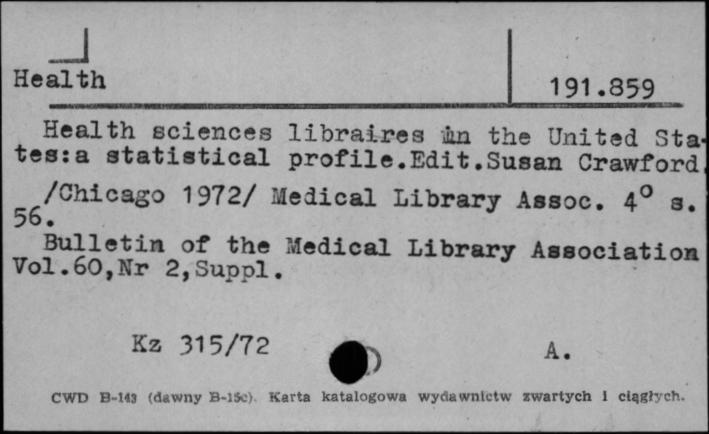 Health
191.859
Health sciences libraires in the United Sta-
tes:a statistical profile.Edit.Susan Crawford.
/Chicago 1972/ Medical Library Assoc. 4° s.
56.
Bulletin of the Medical Library Association
Vol.60,Nr 2,Suppl.
Kz 315/72
A.
CWD B-143 (dawny B-15c). Karta katalogowa wydawnictw zwartych i ciągłych.